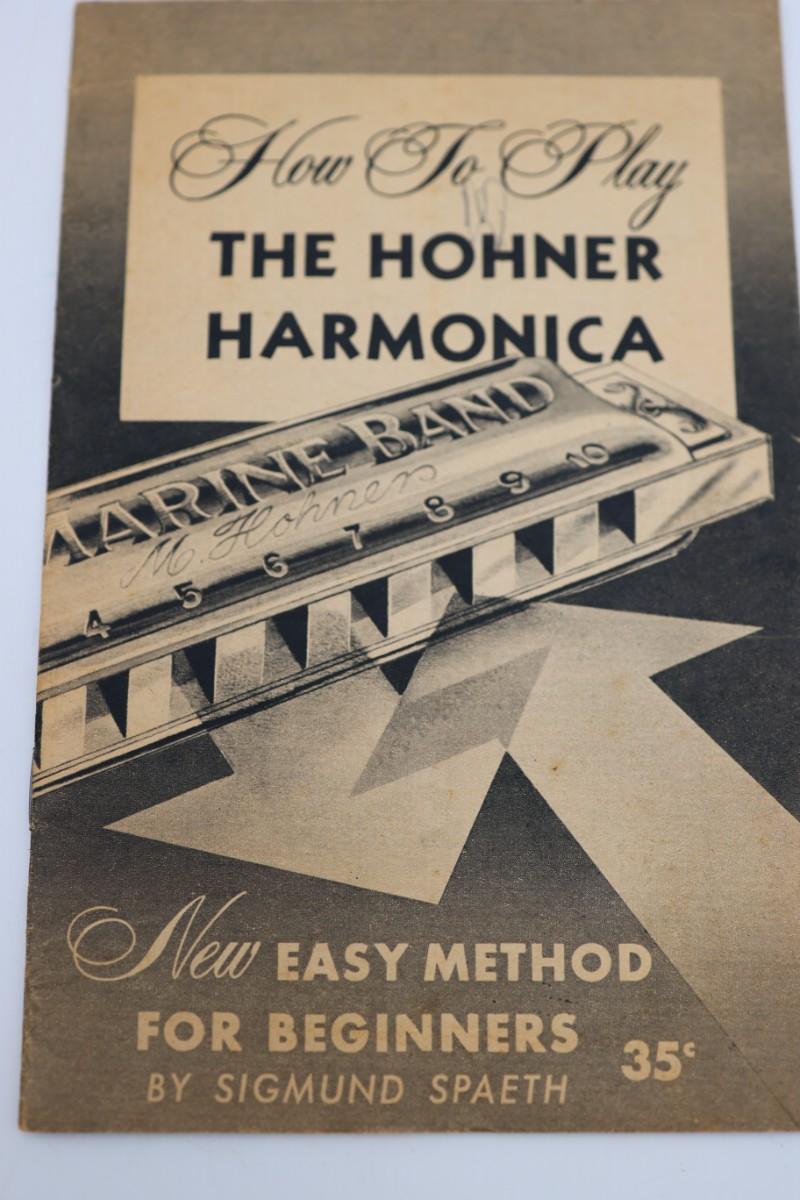 How To Play
THE HOHNER
HARMONICA
MARINE BAND
M. Hohner
4 5 6 7 8 9 10
New EASY METHOD
FOR BEGINNERS
BY SIGMUND SPAETH
35¢